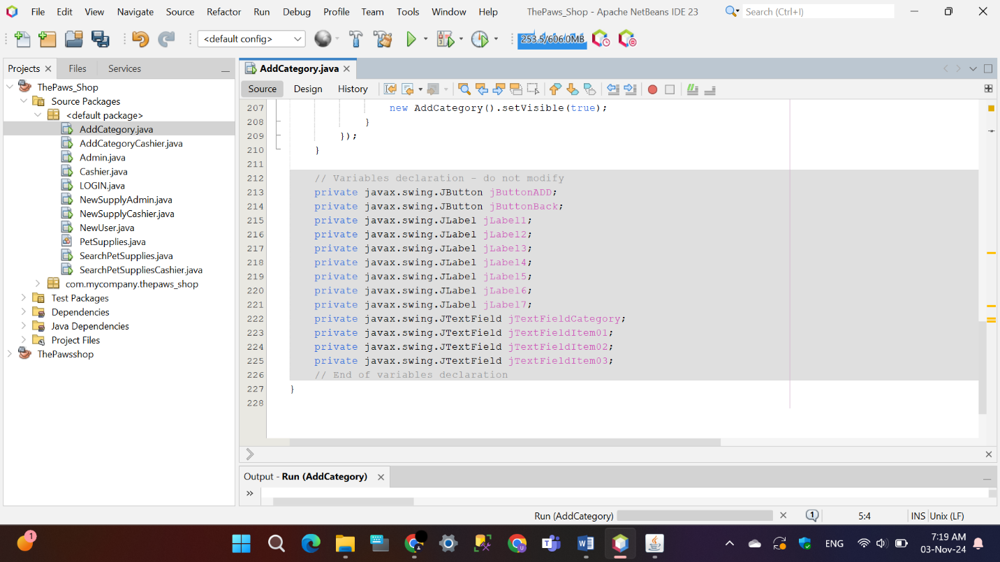 File Edit View Navigate Source Refactor Run Debug Profile Team Tools Window Help ThePaws_Shop - Apache NetBeans IDE 23 Search (Ctrl+I)
<default config> 253.5/606.0MB
Projects Files Services
AddCategory.java
Source Design History
ThePaws_Shop
Source Packages
<default package>
AddCategory.java
AddCategoryCashier.java
Admin.java
Cashier.java
LOGIN.java
NewSupplyAdmin.java
NewSupplyCashier.java
NewUser.java
PetSupplies.java
SearchPetSupplies.java
SearchPetSuppliesCashier.java
com.mycompany.thepaws_shop
Test Packages
Dependencies
Java Dependencies
Project Files
ThePawsshop
207 new AddCategory().setVisible(true);
208 }
209 });
210 }
211
212 // Variables declaration - do not modify
213 private javax.swing.JButton jButtonADD;
214 private javax.swing.JButton jButtonBack;
215 private javax.swing.JLabel jLabel1;
216 private javax.swing.JLabel jLabel2;
217 private javax.swing.JLabel jLabel3;
218 private javax.swing.JLabel jLabel4;
219 private javax.swing.JLabel jLabel5;
220 private javax.swing.JLabel jLabel6;
221 private javax.swing.JLabel jLabel7;
222 private javax.swing.JTextField jTextFieldCategory;
223 private javax.swing.JTextField jTextFieldItem01;
224 private javax.swing.JTextField jTextFieldItem02;
225 private javax.swing.JTextField jTextFieldItem03;
226 // End of variables declaration
227 }
228
Output - Run (AddCategory)
Run (AddCategory) 1 5:4 INS Unix (LF)
1 ENG 7:19 AM
03-Nov-24